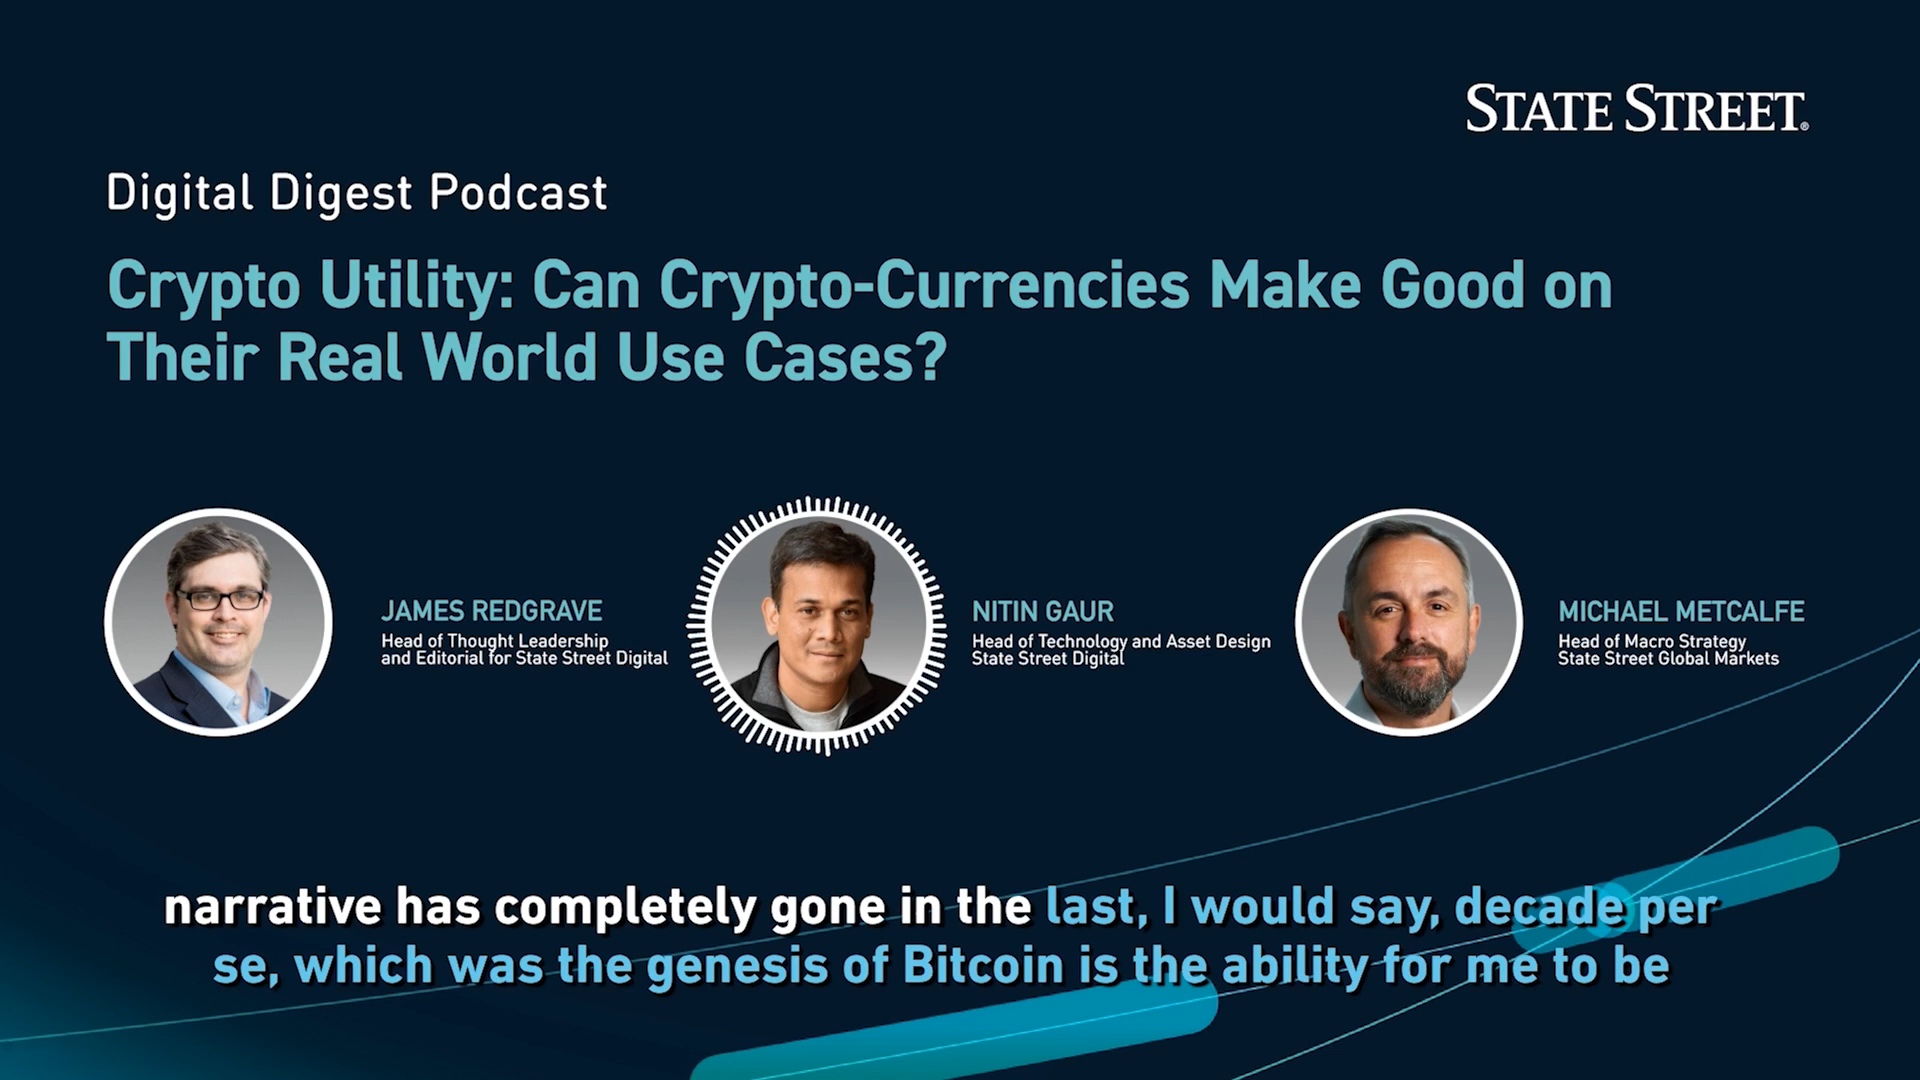 STATE STREET®
Digital Digest Podcast
Crypto Utility: Can Crypto-Currencies Make Good on
Their Real World Use Cases?
JAMES REDGRAVE
Head of Thought Leadership
and Editorial for State Street Digital
NITIN GAUR
Head of Technology and Asset Design
State Street Digital
MICHAEL METCALFE
Head of Macro Strategy
State Street Global Markets
narrative has completely gone in the last, I would say, decade per
se, which was the genesis of Bitcoin is the ability for me to be